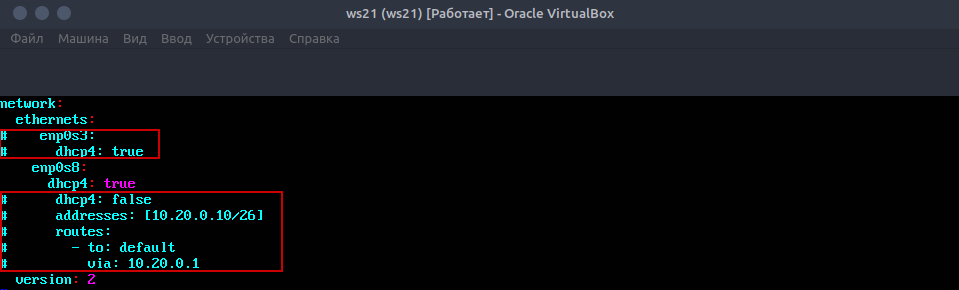 ws21 (ws21) [Работает] - Oracle VirtualBox
Файл Машина Вид Ввод Устройства Справка
network:
  ethernets:
#    enp0s3:
#      dhcp4: true
    enp0s8:
      dhcp4: true
#      dhcp4: false
#      addresses: [10.20.0.10/26]
#      routes:
#        - to: default
#          via: 10.20.0.1
  version: 2